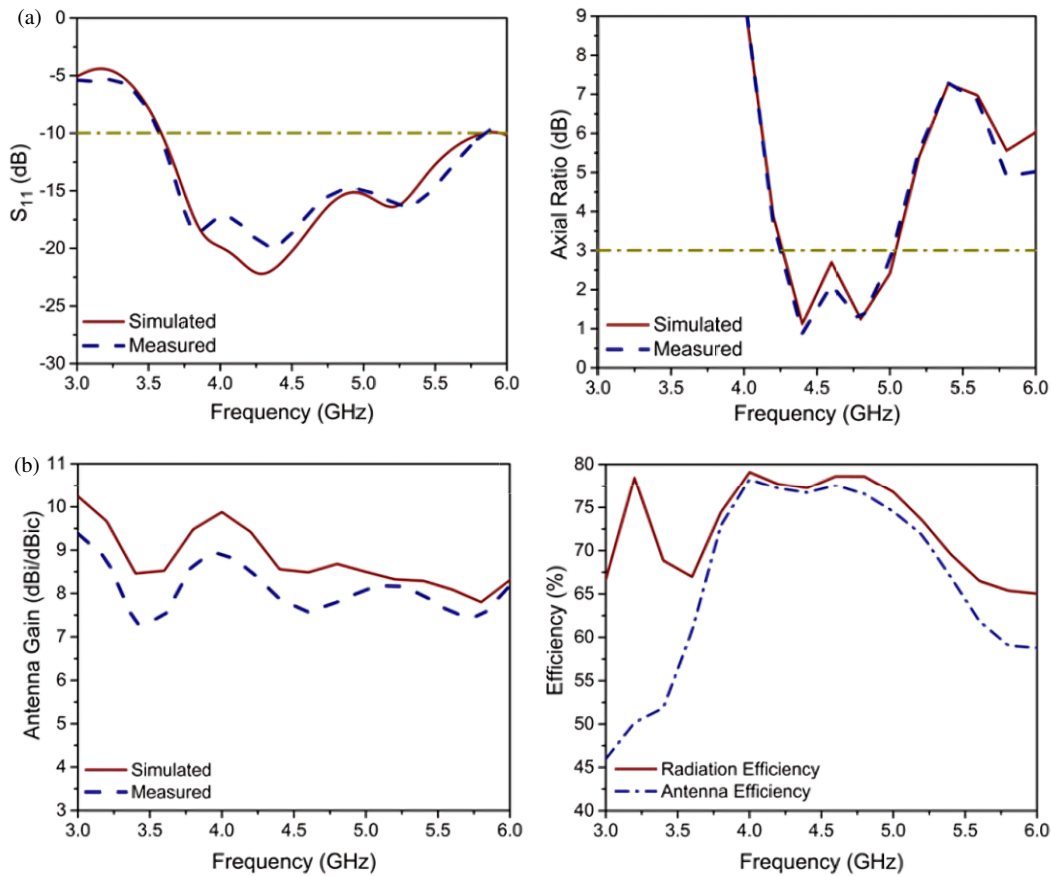 (a)
0
-5
-10
-15
-20
-25
-30
S11 (dB)
Simulated
Measured
3.0 3.5 4.0 4.5 5.0 5.5 6.0
Frequency (GHz)
9
8
7
6
5
4
3
2
1
0
Axial Ratio (dB)
Simulated
Measured
3.0 3.5 4.0 4.5 5.0 5.5 6.0
Frequency (GHz)
(b)
11
10
9
8
7
6
5
4
3
Antenna Gain (dBi/dBic)
Simulated
Measured
3.0 3.5 4.0 4.5 5.0 5.5 6.0
Frequency (GHz)
80
75
70
65
60
55
50
45
40
Efficiency (%)
Radiation Efficiency
Antenna Efficiency
3.0 3.5 4.0 4.5 5.0 5.5 6.0
Frequency (GHz)